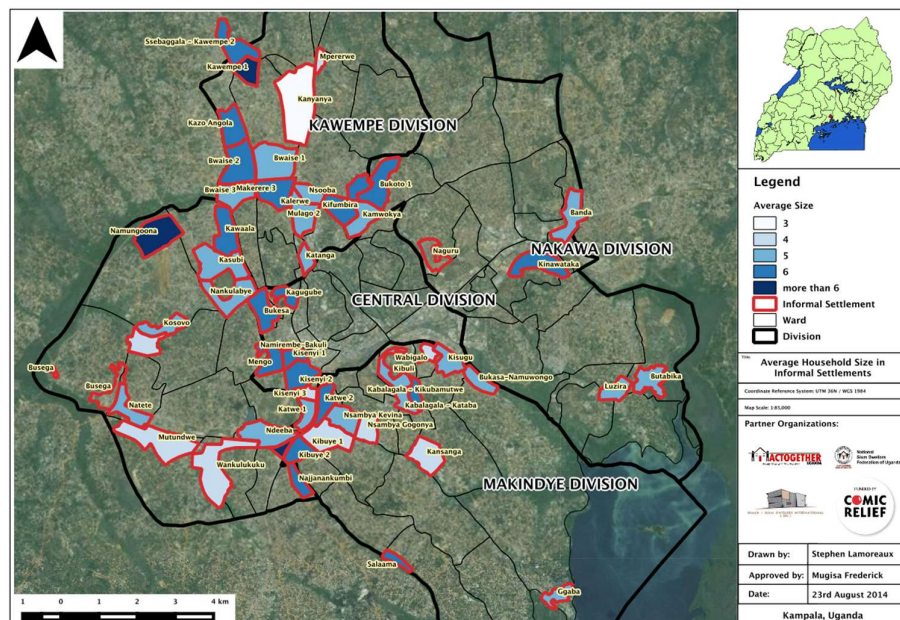 Ssebaggala - Kawempe 2
Mpererwe
Kawempe 1
Kanyanya
Kazo Angola
KAWEMPE DIVISION
Bwaise 2
Bwaise 1
Bwaise 3
Makerere 3
Nsooba
Bukoto 1
Kalerwe
Kifumbira
Mulago 2
Kamwokya
Banda
Namungoona
Kawaala
Naguru
NAKAWA DIVISION
Kasubi
Katanga
Kinawataka
Nankulabye
Kagugube
CENTRAL DIVISION
Bukesa
Kosovo
Namirembe-Bakuli
Mengo
Kisenyi 1
Wabigalo
Kisugu
Kibuli
Busega
Kisenyi 2
Bukasa-Namuwongo
Butabika
Luzira
Busega
Kisenyi 3
Kabalagala - Kikubamutwe
Katwe 2
Kabalagala - Kataba
Natete
Katwe 1
Nsambya Kevina
Nsambya Gogonya
Ndeeba
Mutundwe
Kibuye 1
Kibuye 2
Kansanga
Wankulukuku
Najjanankumbi
MAKINDYE DIVISION
Salaama
Ggaba
1 0 1 2 3 4 km
Legend
Average Size
3
4
5
6
more than 6
Informal Settlement
Ward
Division
Title:
Average Household Size in
Informal Settlements
Coordinate Reference System: UTM 36N / WGS 1984
Map Scale: 1:85,000
Partner Organizations:
ACTOGETHER
National
Slum Dwellers
Federation of Uganda
FUNDED BY
COMIC
RELIEF
Drawn by: Stephen Lamoreaux
Approved by: Mugisa Frederick
Date: 23rd August 2014
Kampala, Uganda